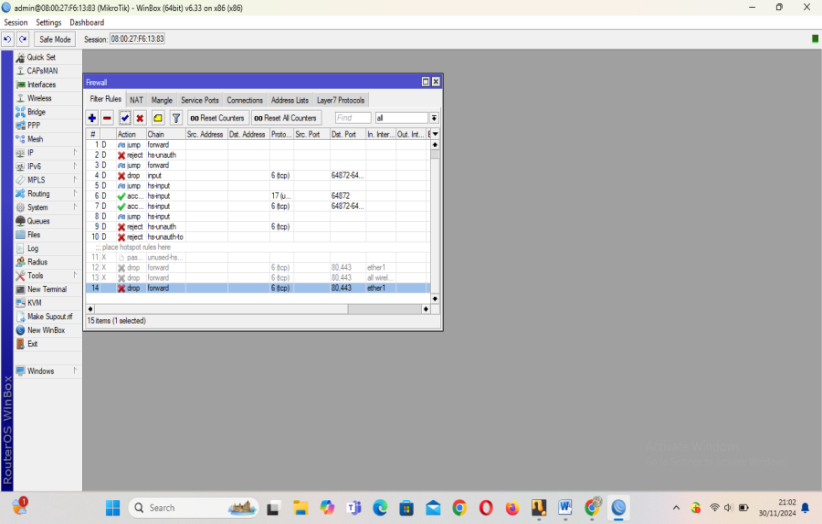 admin@08:00:27:F6:13:83 (MikroTik) - WinBox (64bit) v6.33 on x86 (x86)
Session Settings Dashboard
Safe Mode Session: 08:00:27:F6:13:83
Quick Set
CAPsMAN
Interfaces
Wireless
Bridge
PPP
Mesh
IP
IPv6
MPLS
Routing
System
Queues
Files
Log
Radius
Tools
New Terminal
KVM
Make Supout.rif
New WinBox
Exit
Windows
RouterOS WinBox
Firewall
Filter Rules NAT Mangle Service Ports Connections Address Lists Layer7 Protocols
00 Reset Counters 00 Reset All Counters Find all
# Action Chain Src. Address Dst. Address Proto... Src. Port Dst. Port In. Inter... Out. Int...
1 D jump forward
2 D reject hs-unauth
3 D jump forward
4 D drop input 6 (tcp) 64872-64...
5 D jump hs-input
6 D acc... hs-input 17 (u... 64872
7 D acc... hs-input 6 (tcp) 64872-64...
8 D jump hs-input
9 D reject hs-unauth 6 (tcp)
10 D reject hs-unauth-to
::: place hotspot rules here
11 X pas... unused-hs...
12 X drop forward 6 (tcp) 80,443 ether1
13 X drop forward 6 (tcp) 80,443 all wirel...
14 drop forward 6 (tcp) 80,443 ether1
15 items (1 selected)
1
Search
21:02
30/11/2024